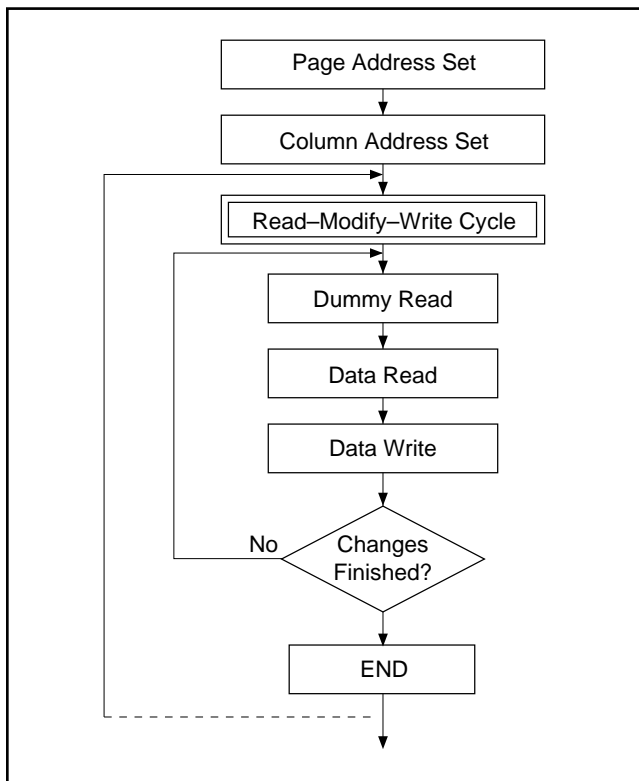 Page Address Set
Column Address Set
Read–Modify–Write Cycle
Dummy Read
Data Read
Data Write
No
Changes
Finished?
END